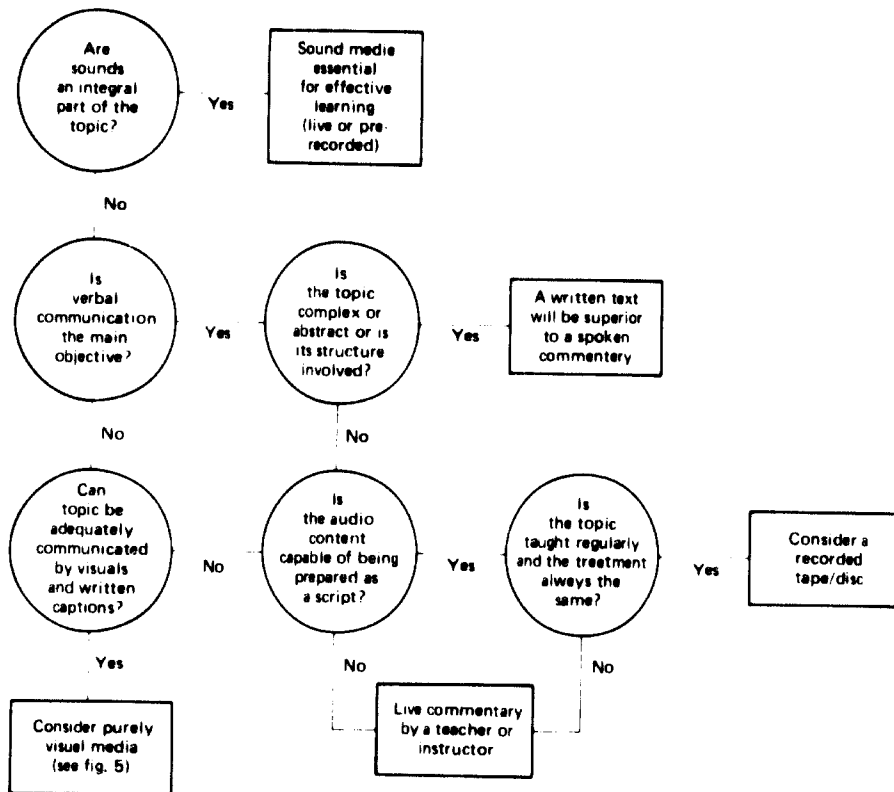 Are
sounds
an integral
part of the
topic?
Yes
Sound medie
essential
for effective
learning
(live or pre-
recorded)
No
Is
verbal
communication
the main
objective?
Yes
Is
the topic
complex or
abstract or is
its structure
involved?
Yes
A written text
will be superior
to a spoken
commentery
No
No
Can
topic be
adequately
communicated
by visuals
and written
captions?
No
Is
the audio
content
capable of being
prepared as
a script?
Yes
Is
the topic
taught regularly
and the treatment
alweys the
same?
Yes
Consider a
recorded
tape/disc
Yes
No
No
Consider purely
visual media
(see fig. 5)
Live commentary
by a teacher or
instructor